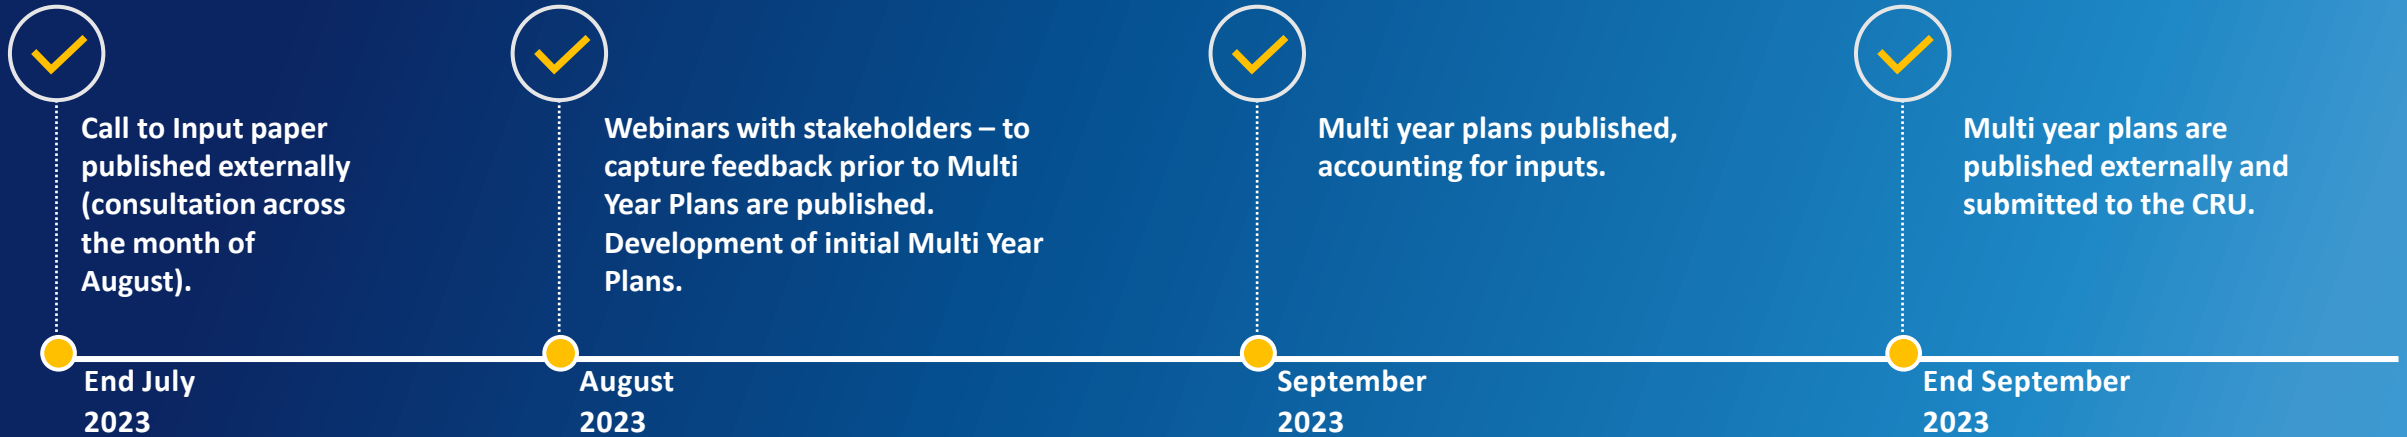 Call to Input paper
published externally
(consultation across
the month of
August).
Webinars with stakeholders – to
capture feedback prior to Multi
Year Plans are published.
Development of initial Multi Year
Plans.
Multi year plans published,
accounting for inputs.
Multi year plans are
published externally and
submitted to the CRU.
End July
2023
August
2023
September
2023
End September
2023